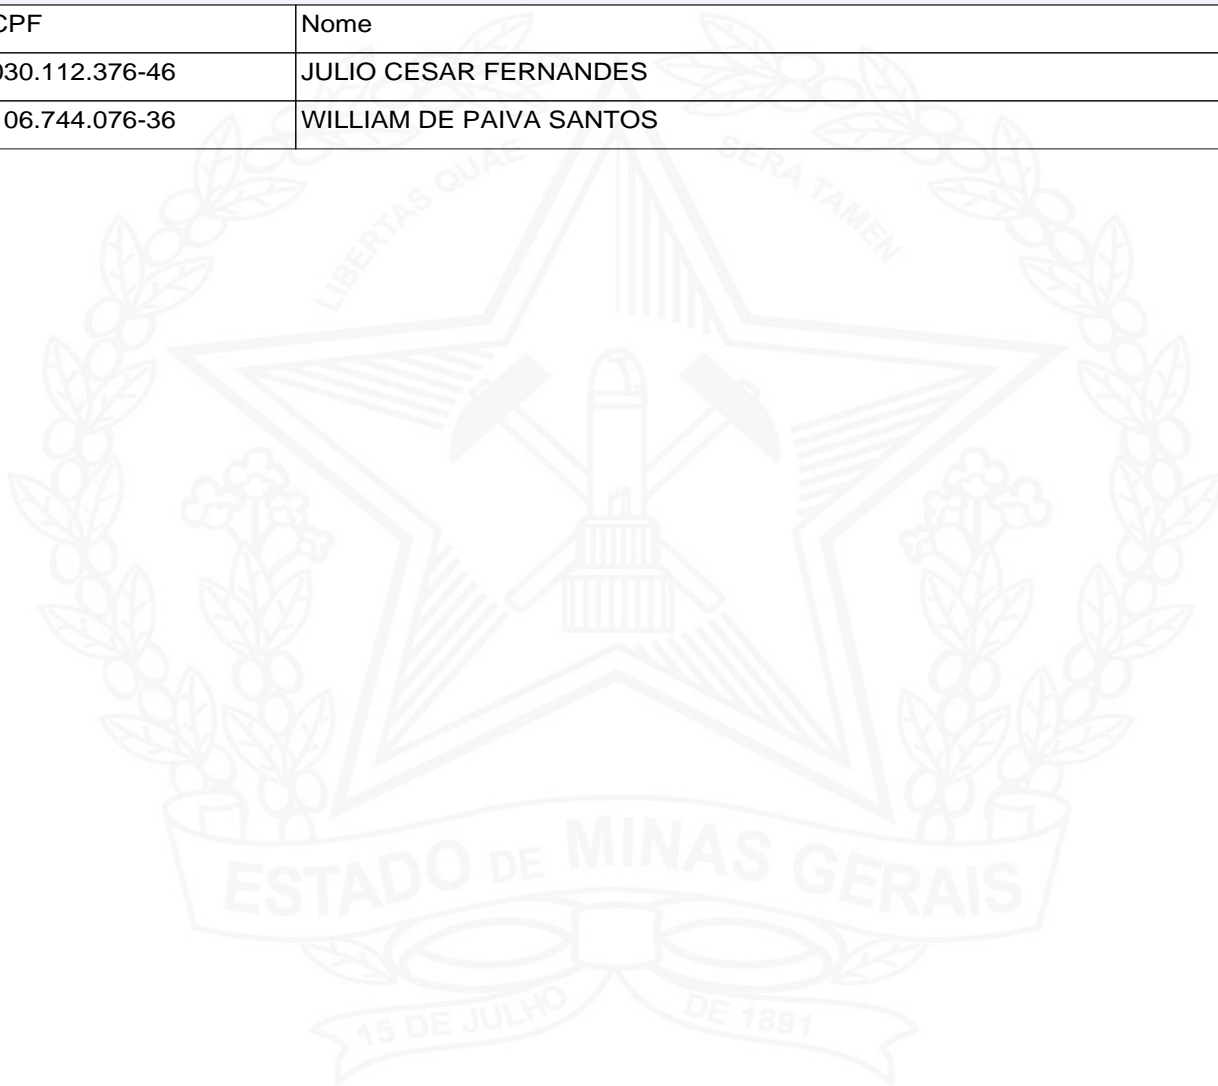 CPF Nome
030.112.376-46 JULIO CESAR FERNANDES
06.744.076-36 WILLIAM DE PAIVA SANTOS
LIBERTAS QUAE SERA TAMEN
ESTADO DE MINAS GERAIS
15 DE JULHO DE 1891